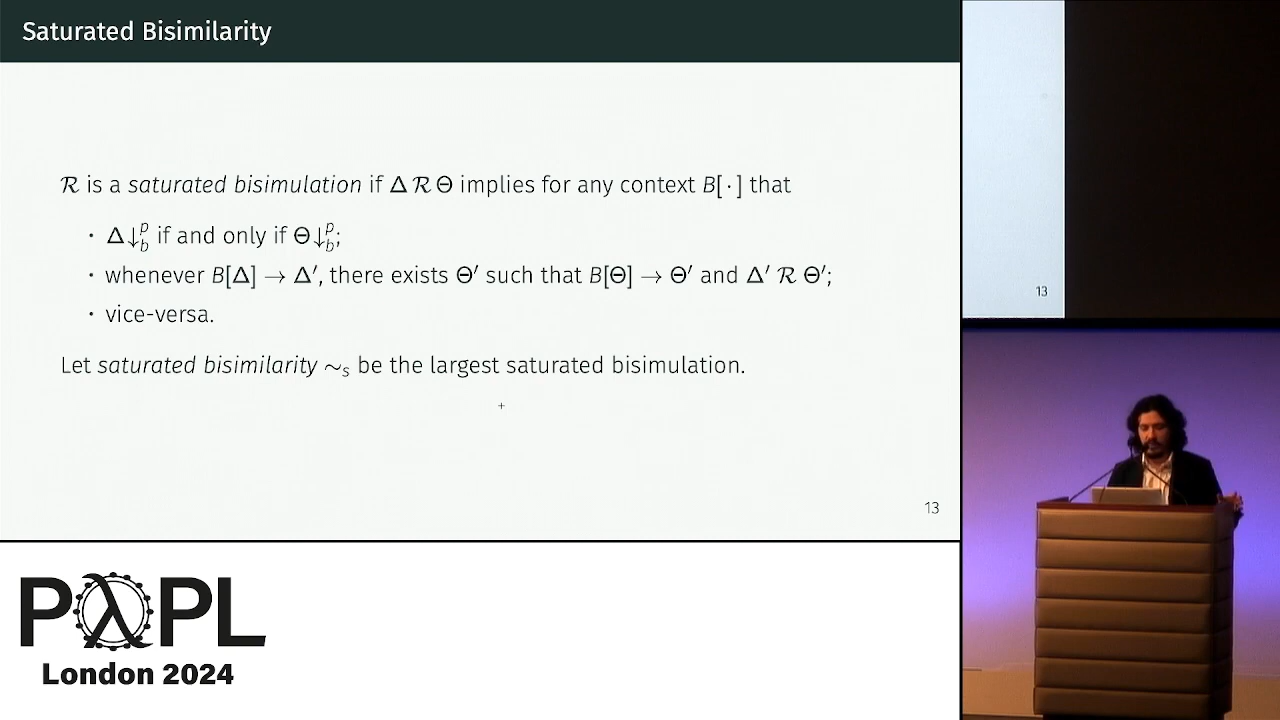 Saturated Bisimilarity
ℛ is a saturated bisimulation if Δ ℛ Θ implies for any context B[·] that
• Δ↓ᵖ_b if and only if Θ↓ᵖ_b;
• whenever B[Δ] → Δ′, there exists Θ′ such that B[Θ] → Θ′ and Δ′ ℛ Θ′;
• vice-versa.
Let saturated bisimilarity ∼ₛ be the largest saturated bisimulation.
13
13
PλPL
London 2024